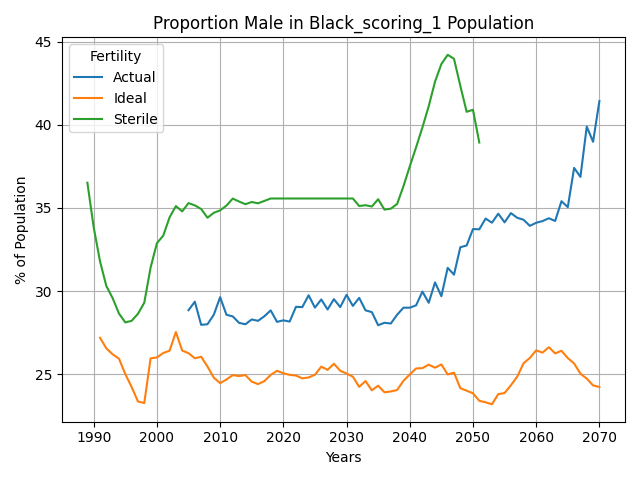 Proportion Male in Black_scoring_1 Population
45
40
35
30
25
% of Population
Fertility
Actual
Ideal
Sterile
1990 2000 2010 2020 2030 2040 2050 2060 2070
Years